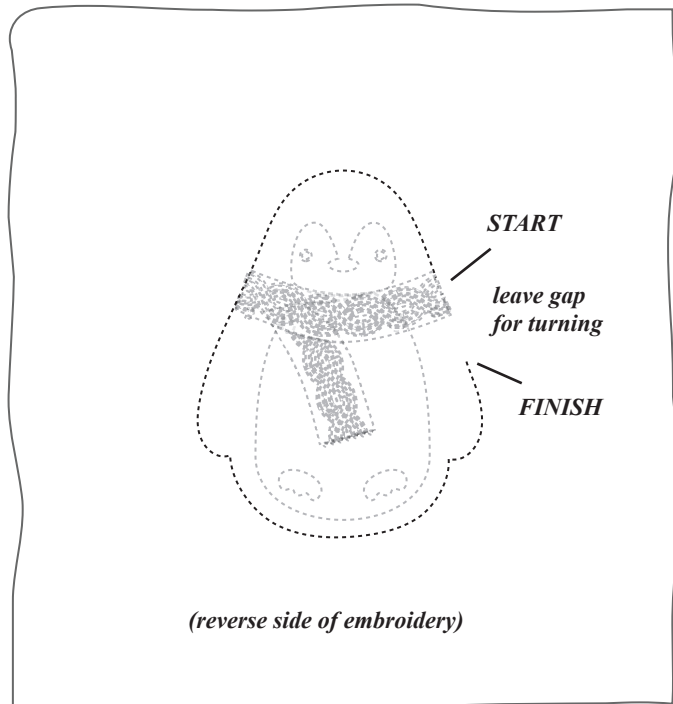 START
leave gap
for turning
FINISH
(reverse side of embroidery)